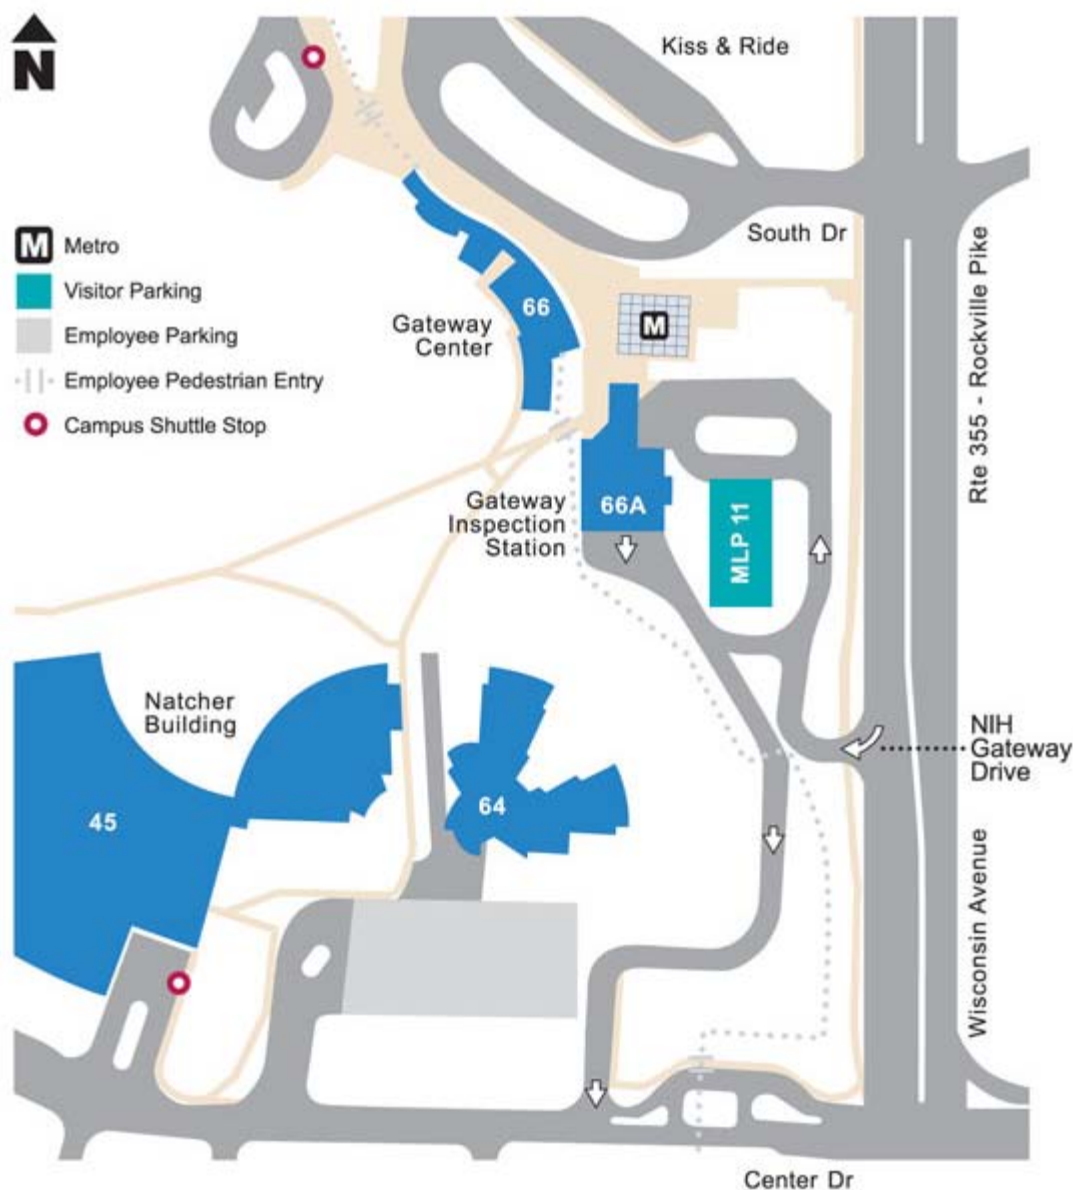 N
Kiss & Ride
South Dr
Rte 355 - Rockville Pike
M Metro
Visitor Parking
Employee Parking
Employee Pedestrian Entry
Campus Shuttle Stop
66
Gateway
Center
M
Gateway
Inspection
Station
66A
MLP 11
Natcher
Building
45
64
NIH
Gateway
Drive
Wisconsin Avenue
Center Dr